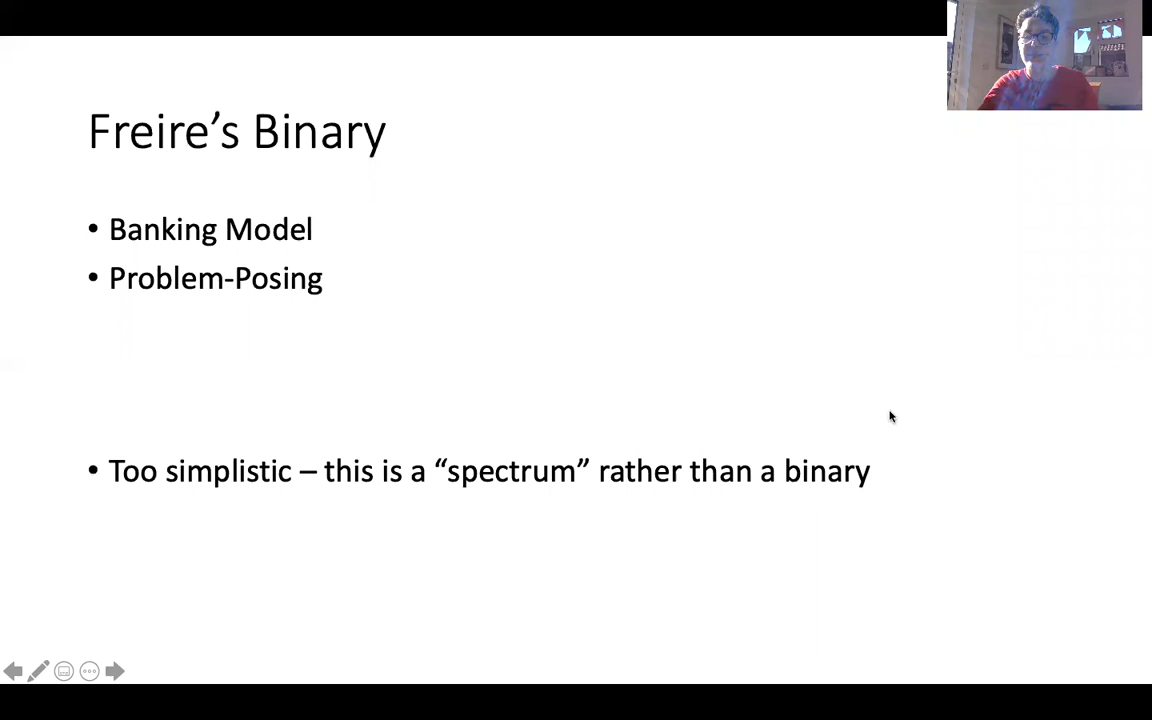 Freire’s Binary
• Banking Model
• Problem-Posing
• Too simplistic – this is a “spectrum” rather than a binary